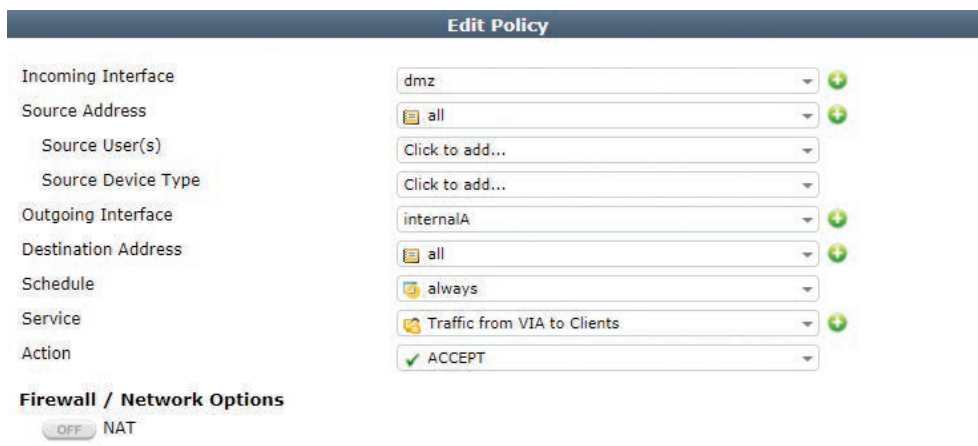 Edit Policy
Incoming Interface dmz
Source Address all
Source User(s) Click to add...
Source Device Type Click to add...
Outgoing Interface internalA
Destination Address all
Schedule always
Service Traffic from VIA to Clients
Action ACCEPT
Firewall / Network Options
OFF NAT